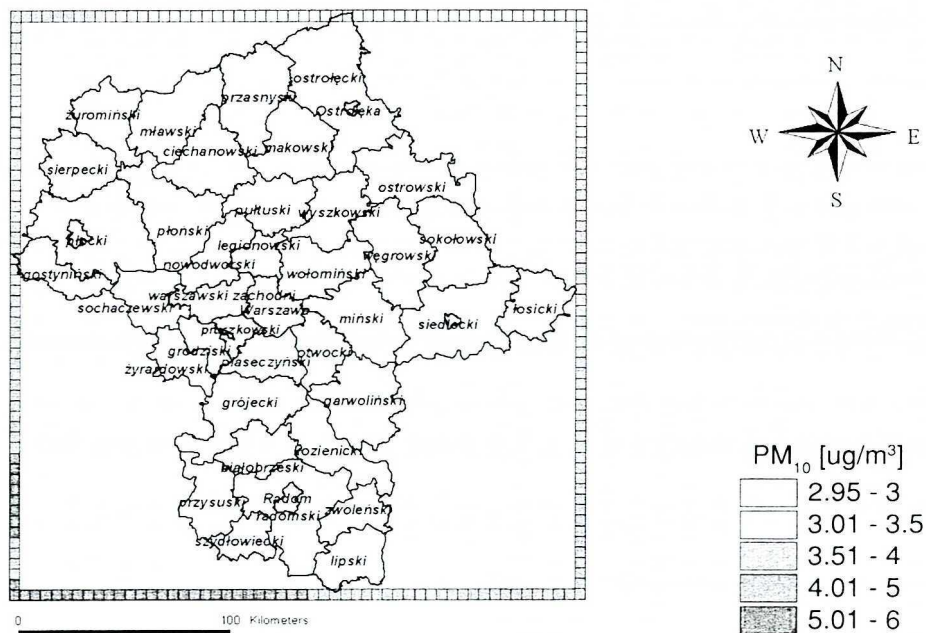 ostrołęcki
przasnyski
Ostrołęka
żuromiński
mławski
ciechanowski
makowski
sierpecki
ostrowski
pułtuski
wyszkowski
płoński
sokołowski
płocki
legionowski
węgrowski
gostyniński
nowodworski
wołomiński
warszawski zachodni
sochaczewski
Warszawa
miński
siedlecki
łosicki
pruszkowski
grodziski
otwocki
piaseczyński
żyrardowski
grójecki
garwoliński
kozienicki
białobrzeski
przysuski
Radom
zwoleński
radomski
szydłowiecki
lipski
0 100 Kilometers
N
W E
S
PM10 [ug/m³]
2.95 - 3
3.01 - 3.5
3.51 - 4
4.01 - 5
5.01 - 6